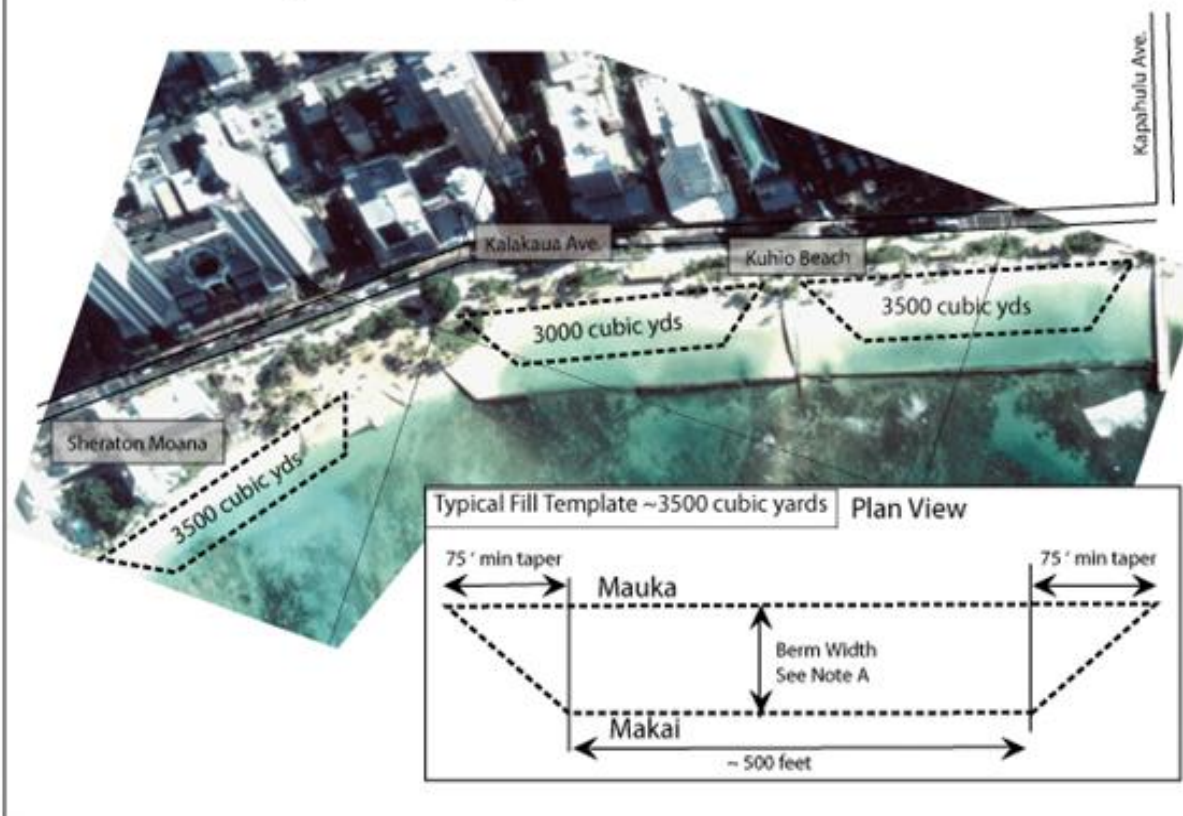 Kapahulu Ave.
Kalakaua Ave.
Kuhio Beach
3000 cubic yds
3500 cubic yds
Sheraton Moana
3500 cubic yds
Typical Fill Template ~3500 cubic yards
Plan View
75 ' min taper
75 ' min taper
Mauka
Berm Width
See Note A
Makai
~ 500 feet